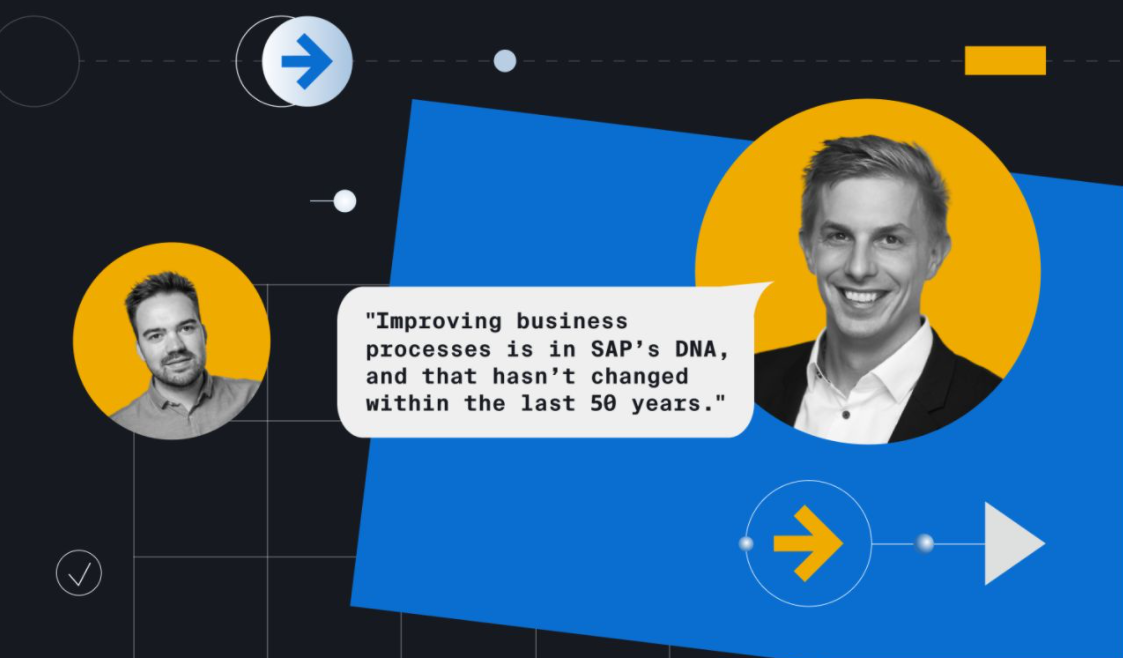 "Improving business
processes is in SAP’s DNA,
and that hasn’t changed
within the last 50 years."